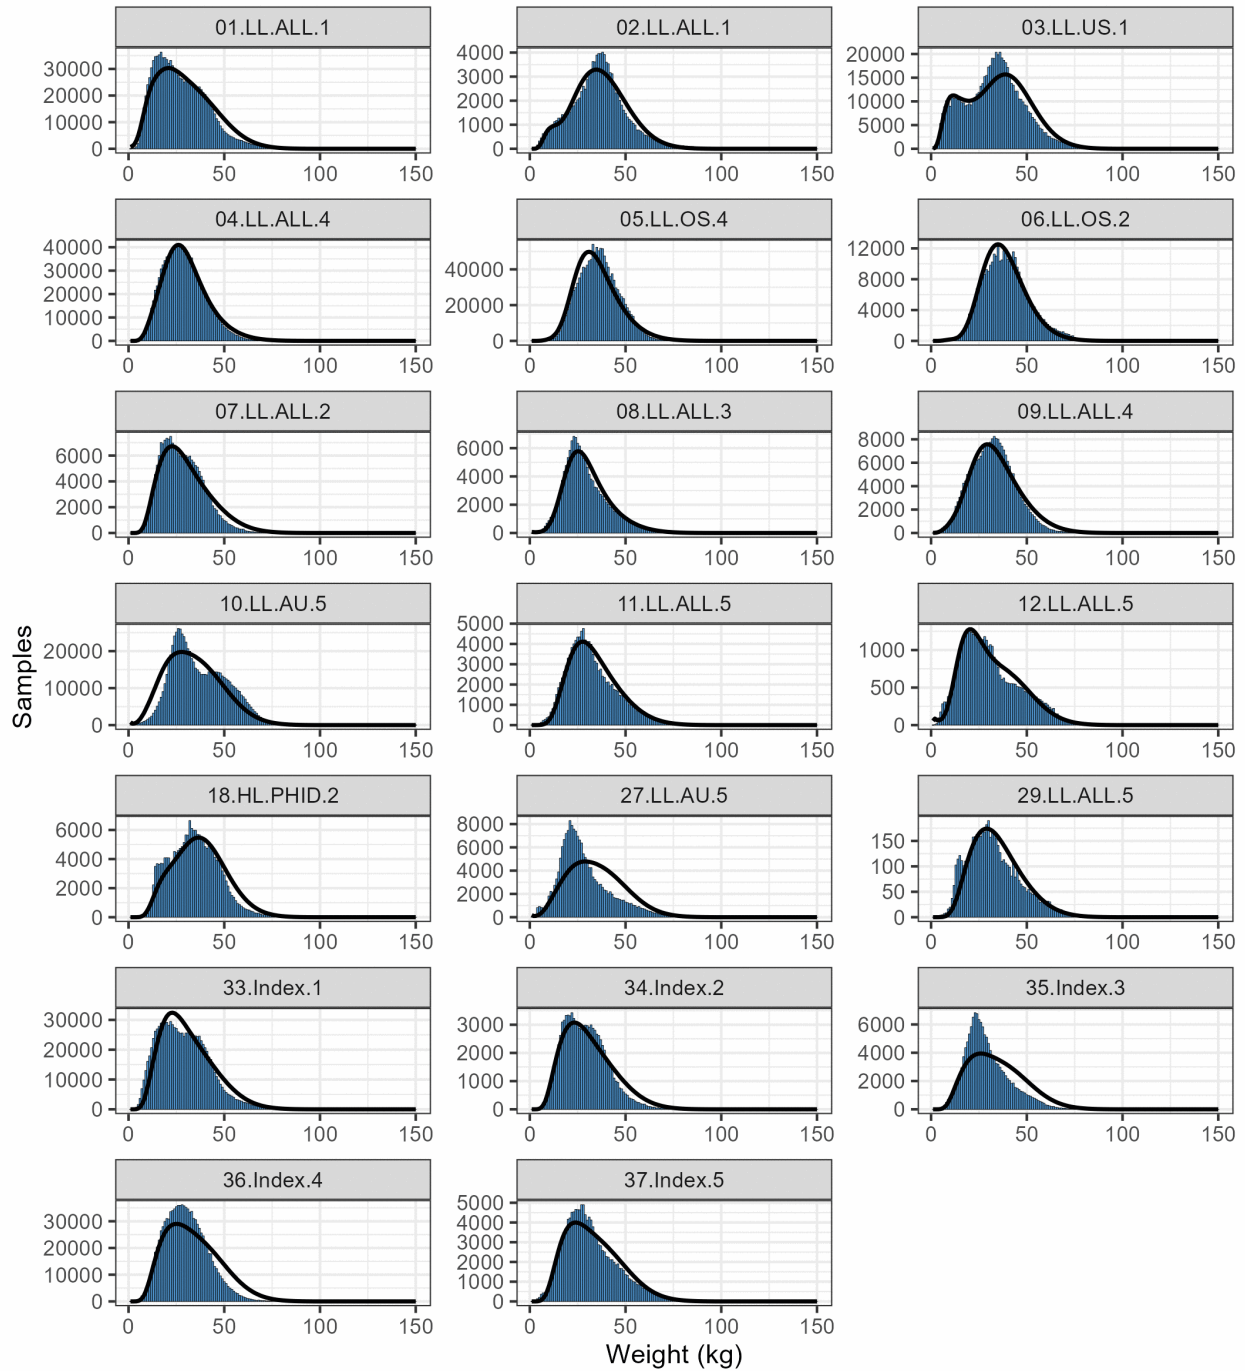 01.LL.ALL.1 02.LL.ALL.1 03.LL.US.1
30000 20000 10000 0
4000 3000 2000 1000 0
20000 15000 10000 5000 0
0 50 100 150 0 50 100 150 0 50 100 150
04.LL.ALL.4 05.LL.OS.4 06.LL.OS.2
40000 30000 20000 10000 0
40000 20000 0
12000 8000 4000 0
0 50 100 150 0 50 100 150 0 50 100 150
07.LL.ALL.2 08.LL.ALL.3 09.LL.ALL.4
6000 4000 2000 0
6000 4000 2000 0
8000 6000 4000 2000 0
0 50 100 150 0 50 100 150 0 50 100 150
10.LL.AU.5 11.LL.ALL.5 12.LL.ALL.5
20000 10000 0
5000 4000 3000 2000 1000 0
1000 500 0
0 50 100 150 0 50 100 150 0 50 100 150
Samples
18.HL.PHID.2 27.LL.AU.5 29.LL.ALL.5
6000 4000 2000 0
8000 6000 4000 2000 0
150 100 50 0
0 50 100 150 0 50 100 150 0 50 100 150
33.Index.1 34.Index.2 35.Index.3
30000 20000 10000 0
3000 2000 1000 0
6000 4000 2000 0
0 50 100 150 0 50 100 150 0 50 100 150
36.Index.4 37.Index.5
30000 20000 10000 0
5000 4000 3000 2000 1000 0
0 50 100 150 0 50 100 150
Weight (kg)